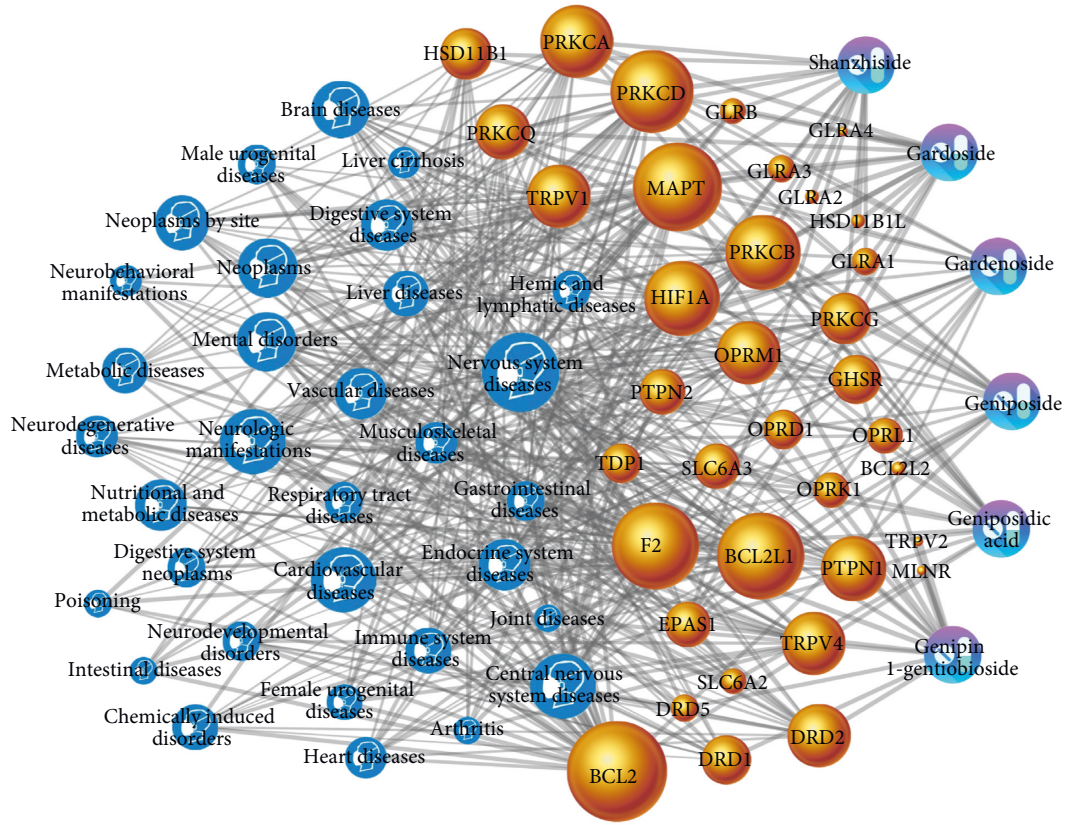 HSD11B1
PRKCA
Shanzhiside
PRKCD
Brain diseases
GLRB
PRKCQ
GLRA4
Male urogenital
diseases
Liver cirrhosis
Gardoside
GLRA3
MAPT
TRPV1
GLRA2
Neoplasms by site
Digestive system
diseases
HSD11B1L
PRKCB
GLRA1
Gardenoside
Neurobehavioral
manifestations
Neoplasms
Liver diseases
Hemic and
lymphatic diseases
HIF1A
PRKCG
Mental disorders
OPRM1
Nervous system
diseases
Metabolic diseases
Vascular diseases
PTPN2
GHSR
Geniposide
Neurodegenerative
diseases
Neurologic
manifestations
Musculoskeletal
diseases
OPRD1
OPRL1
TDP1
SLC6A3
BCL2L2
Nutritional and
metabolic diseases
Respiratory tract
diseases
Gastrointestinal
diseases
OPRK1
Geniposidic
acid
F2
BCL2L1
TRPV2
Digestive system
neoplasms
Cardiovascular
diseases
Endocrine system
diseases
PTPN1
MLNR
Poisoning
Joint diseases
EPAS1
Neurodevelopmental
disorders
Immune system
diseases
TRPV4
Genipin
1-gentiobioside
Intestinal diseases
Central nervous
system diseases
SLC6A2
Female urogenital
diseases
DRD5
Chemically induced
disorders
Arthritis
DRD2
Heart diseases
DRD1
BCL2